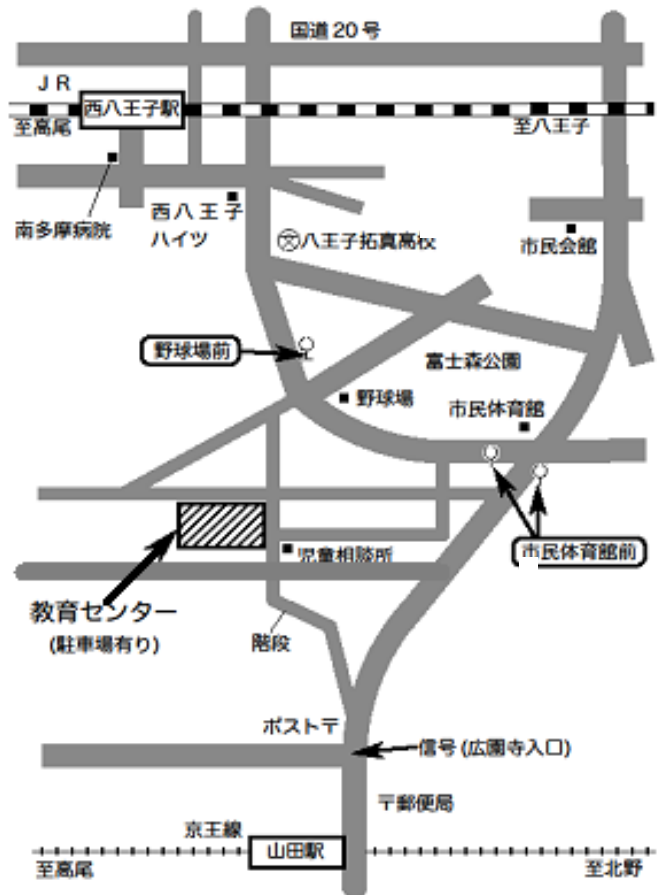 国道20号
JR
西八王子駅
至高尾
至八王子
南多摩病院
西八王子
ハイツ
㊛八王子拓真高校
市民会館
野球場前
富士森公園
野球場
市民体育館
市民体育館前
児童相談所
教育センター
(駐車場有り)
階段
ポスト〒
信号(広園寺入口)
〒郵便局
京王線
山田駅
至高尾
至北野